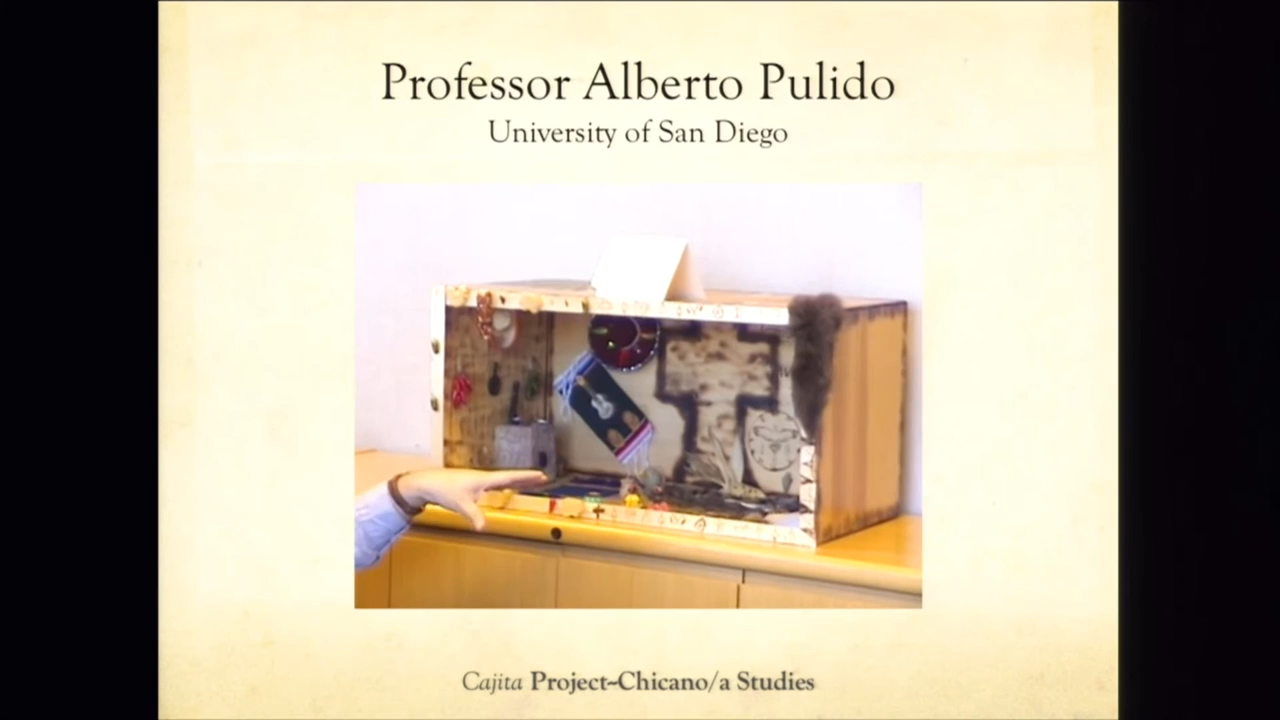 Professor Alberto Pulido
University of San Diego
Cajita Project~Chicano/a Studies